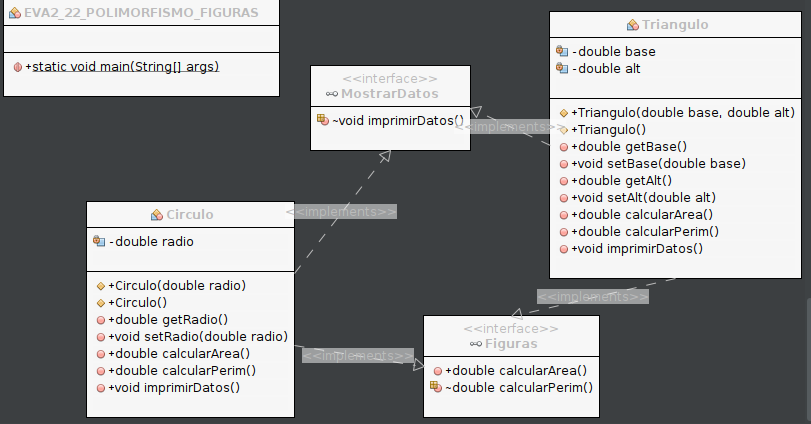 EVA2_22_POLIMORFISMO_FIGURAS
+static void main(String[] args)
<<interface>>
MostrarDatos
~void imprimirDatos()
Triangulo
-double base
-double alt
+Triangulo(double base, double alt)
+Triangulo()
+double getBase()
+void setBase(double base)
+double getAlt()
+void setAlt(double alt)
+double calcularArea()
+double calcularPerim()
+void imprimirDatos()
<<implements>>
<<implements>>
Circulo
-double radio
+Circulo(double radio)
+Circulo()
+double getRadio()
+void setRadio(double radio)
+double calcularArea()
+double calcularPerim()
+void imprimirDatos()
<<implements>>
<<implements>>
<<interface>>
Figuras
+double calcularArea()
~double calcularPerim()